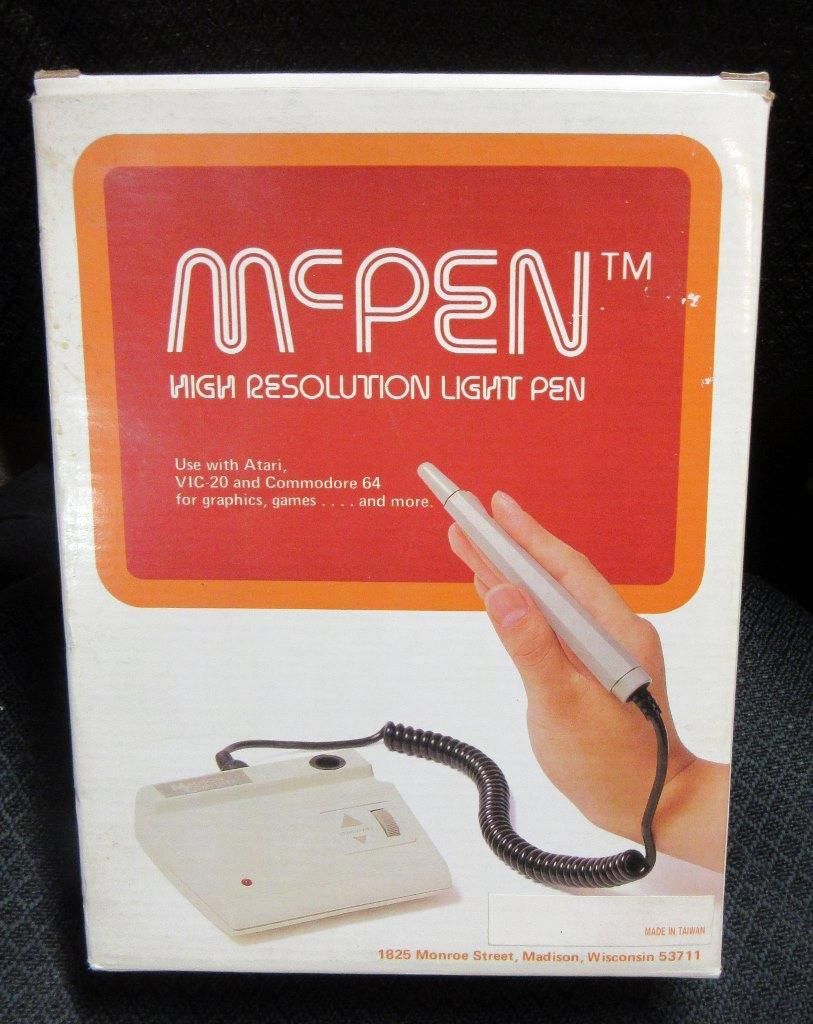 McPEN™
HIGH RESOLUTION LIGHT PEN
Use with Atari,
VIC-20 and Commodore 64
for graphics, games . . . . and more.
MADE IN TAIWAN
1825 Monroe Street, Madison, Wisconsin 53711